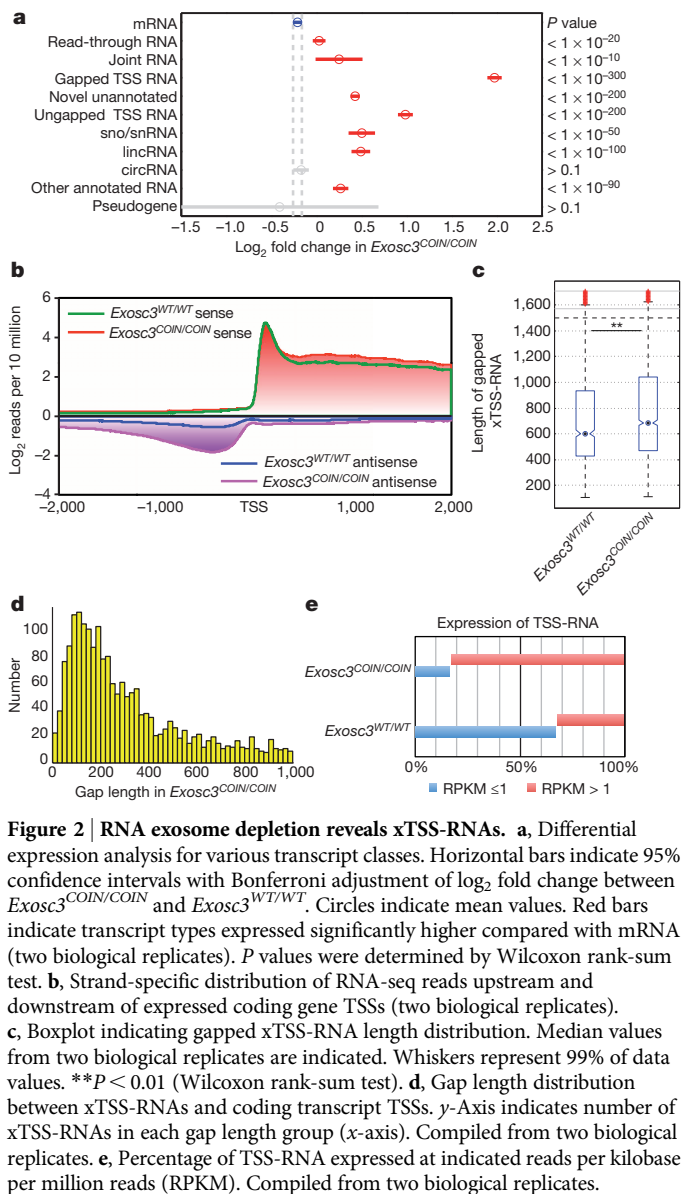 a
mRNA
P value
Read-through RNA
< 1 × 10⁻²⁰
Joint RNA
< 1 × 10⁻¹⁰
Gapped TSS RNA
< 1 × 10⁻³⁰⁰
Novel unannotated
< 1 × 10⁻²⁰⁰
Ungapped TSS RNA
< 1 × 10⁻²⁰⁰
sno/snRNA
< 1 × 10⁻⁵⁰
lincRNA
< 1 × 10⁻¹⁰⁰
circRNA
> 0.1
Other annotated RNA
< 1 × 10⁻⁹⁰
Pseudogene
> 0.1
−1.5 −1.0 −0.5 0 0.5 1.0 1.5 2.0 2.5
Log₂ fold change in Exosc3^COIN/COIN
b
6
4
2
0
−2
−4
Log₂ reads per 10 million
Exosc3^WT/WT sense
Exosc3^COIN/COIN sense
Exosc3^WT/WT antisense
Exosc3^COIN/COIN antisense
−2,000 −1,000 TSS 1,000 2,000
c
1,600
1,400
1,200
1,000
800
600
400
200
Length of gapped
xTSS-RNA
**
Exosc3^WT/WT
Exosc3^COIN/COIN
d
100
80
60
40
20
0
Number
0 200 400 600 800 1,000
Gap length in Exosc3^COIN/COIN
e
Expression of TSS-RNA
Exosc3^COIN/COIN
Exosc3^WT/WT
0% 50% 100%
RPKM ≤1 RPKM > 1
Figure 2 | RNA exosome depletion reveals xTSS-RNAs. a, Differential
expression analysis for various transcript classes. Horizontal bars indicate 95%
confidence intervals with Bonferroni adjustment of log₂ fold change between
Exosc3^COIN/COIN and Exosc3^WT/WT. Circles indicate mean values. Red bars
indicate transcript types expressed significantly higher compared with mRNA
(two biological replicates). P values were determined by Wilcoxon rank-sum
test. b, Strand-specific distribution of RNA-seq reads upstream and
downstream of expressed coding gene TSSs (two biological replicates).
c, Boxplot indicating gapped xTSS-RNA length distribution. Median values
from two biological replicates are indicated. Whiskers represent 99% of data
values. **P < 0.01 (Wilcoxon rank-sum test). d, Gap length distribution
between xTSS-RNAs and coding transcript TSSs. y-Axis indicates number of
xTSS-RNAs in each gap length group (x-axis). Compiled from two biological
replicates. e, Percentage of TSS-RNA expressed at indicated reads per kilobase
per million reads (RPKM). Compiled from two biological replicates.